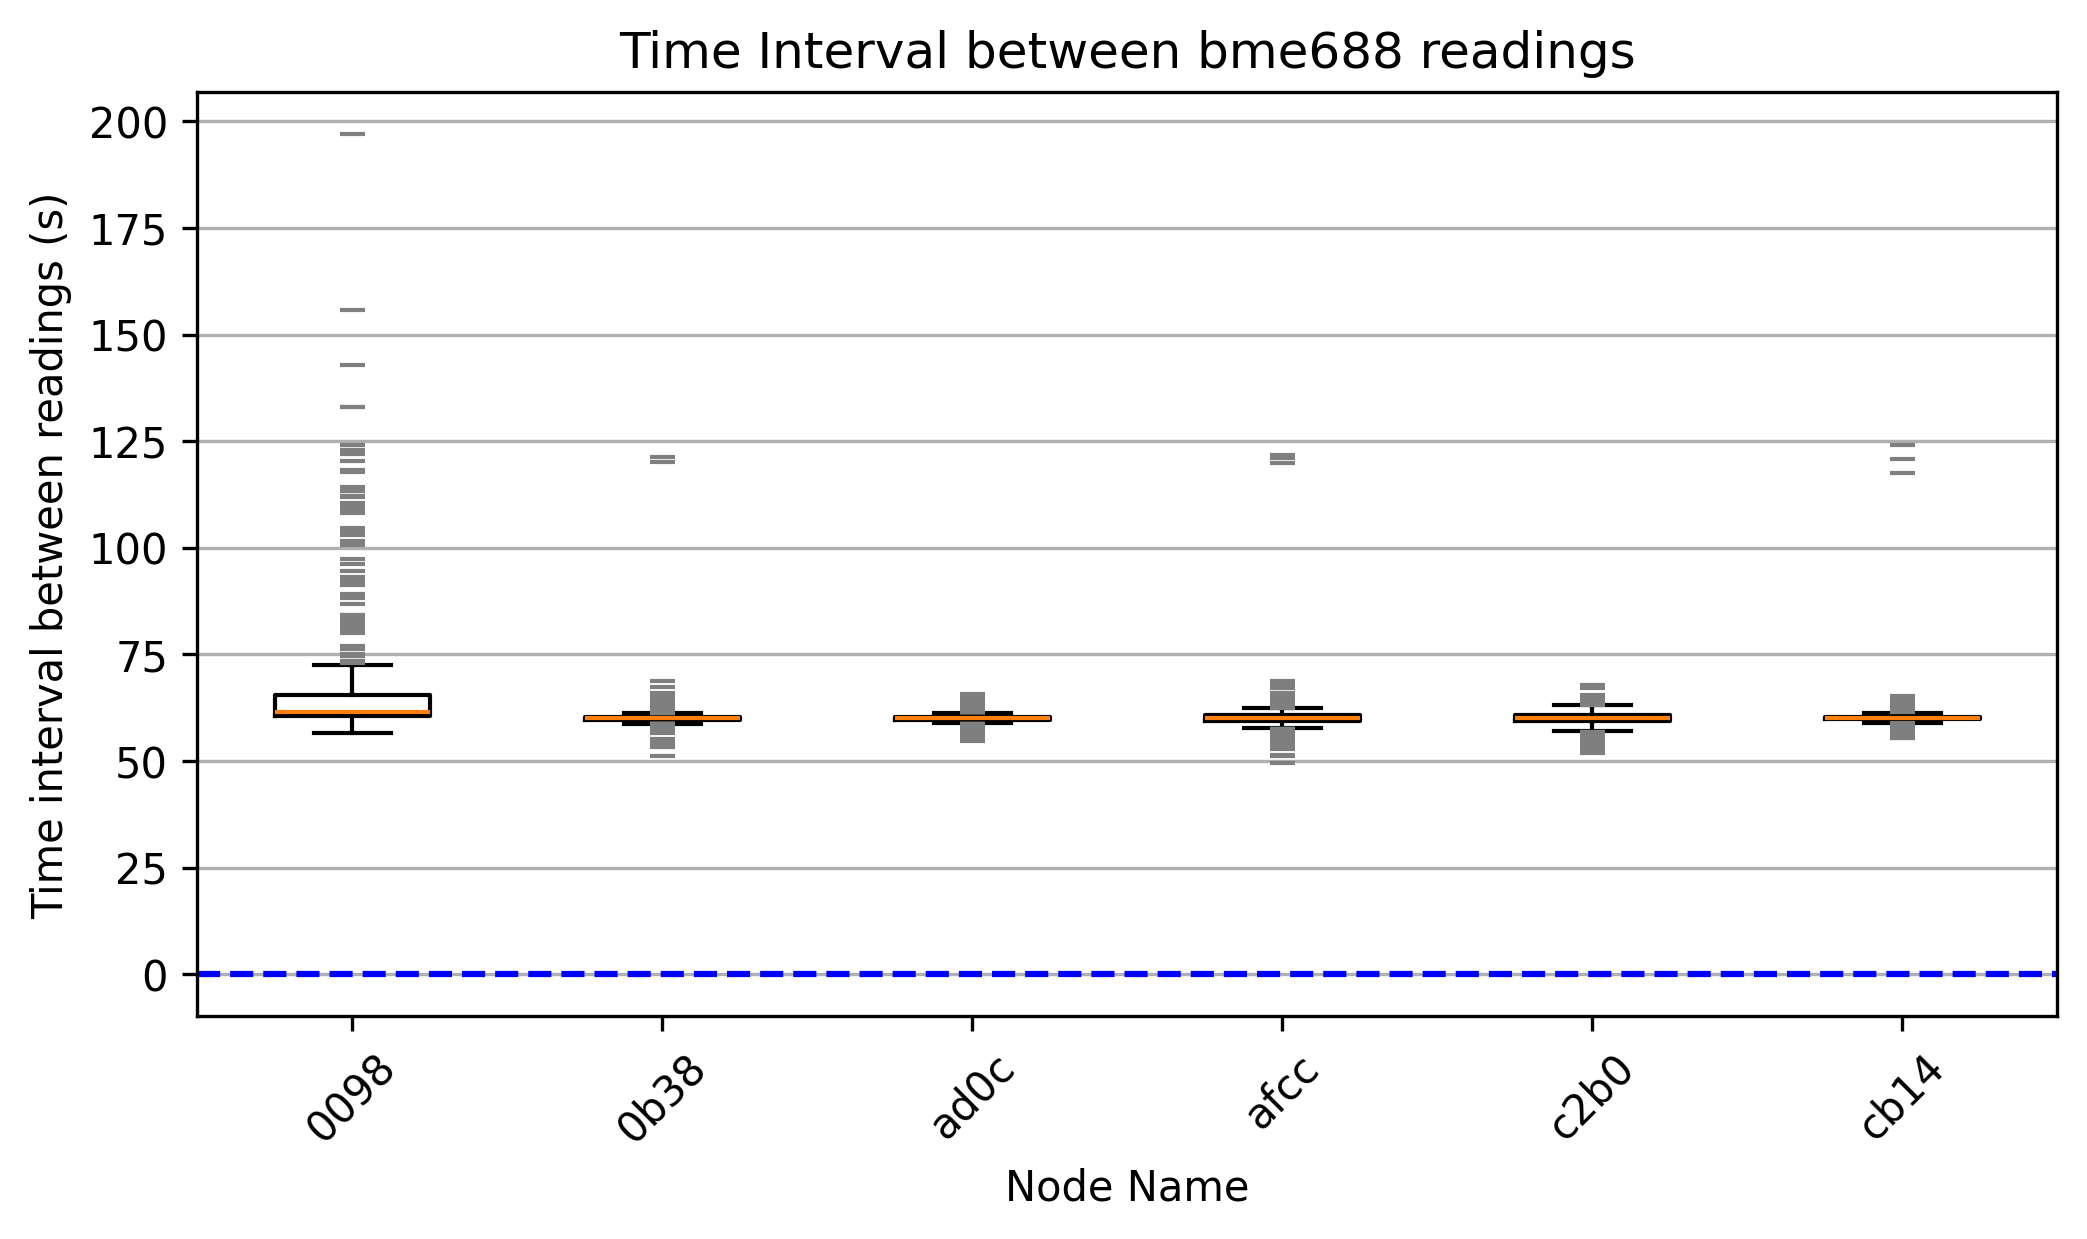 Time Interval between bme688 readings
Time interval between readings (s)
200
175
150
125
100
75
50
25
0
0098
0b38
ad0c
afcc
c2b0
cb14
Node Name